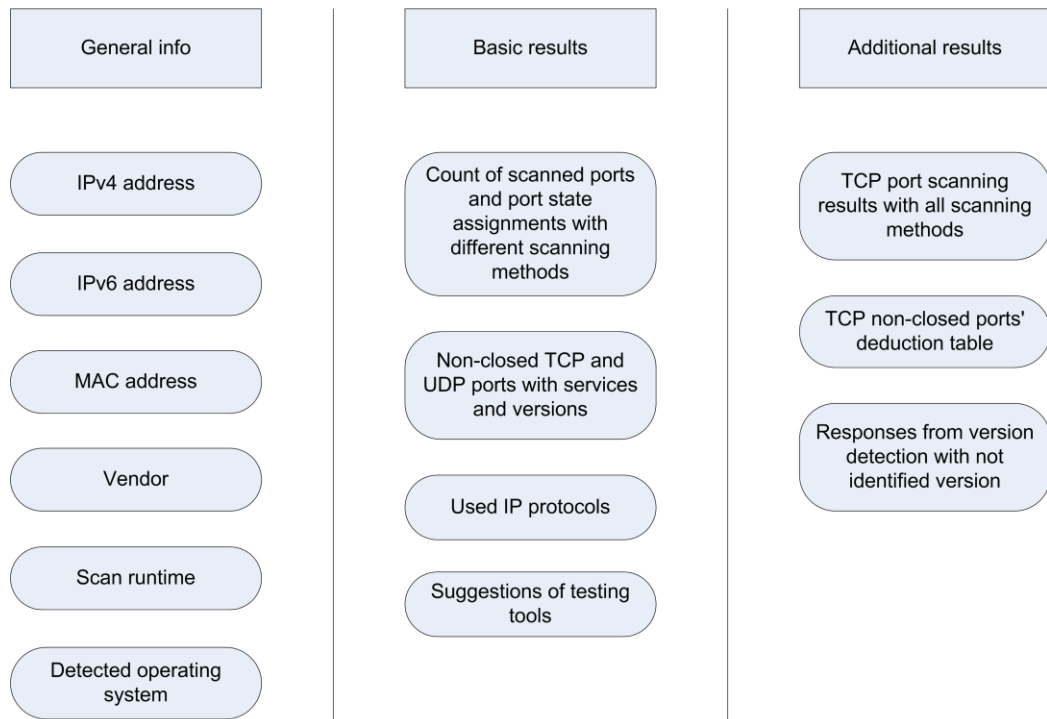 General info
IPv4 address
IPv6 address
MAC address
Vendor
Scan runtime
Detected operating
system
Basic results
Count of scanned ports
and port state
assignments with
different scanning
methods
Non-closed TCP and
UDP ports with services
and versions
Used IP protocols
Suggestions of testing
tools
Additional results
TCP port scanning
results with all scanning
methods
TCP non-closed ports'
deduction table
Responses from version
detection with not
identified version